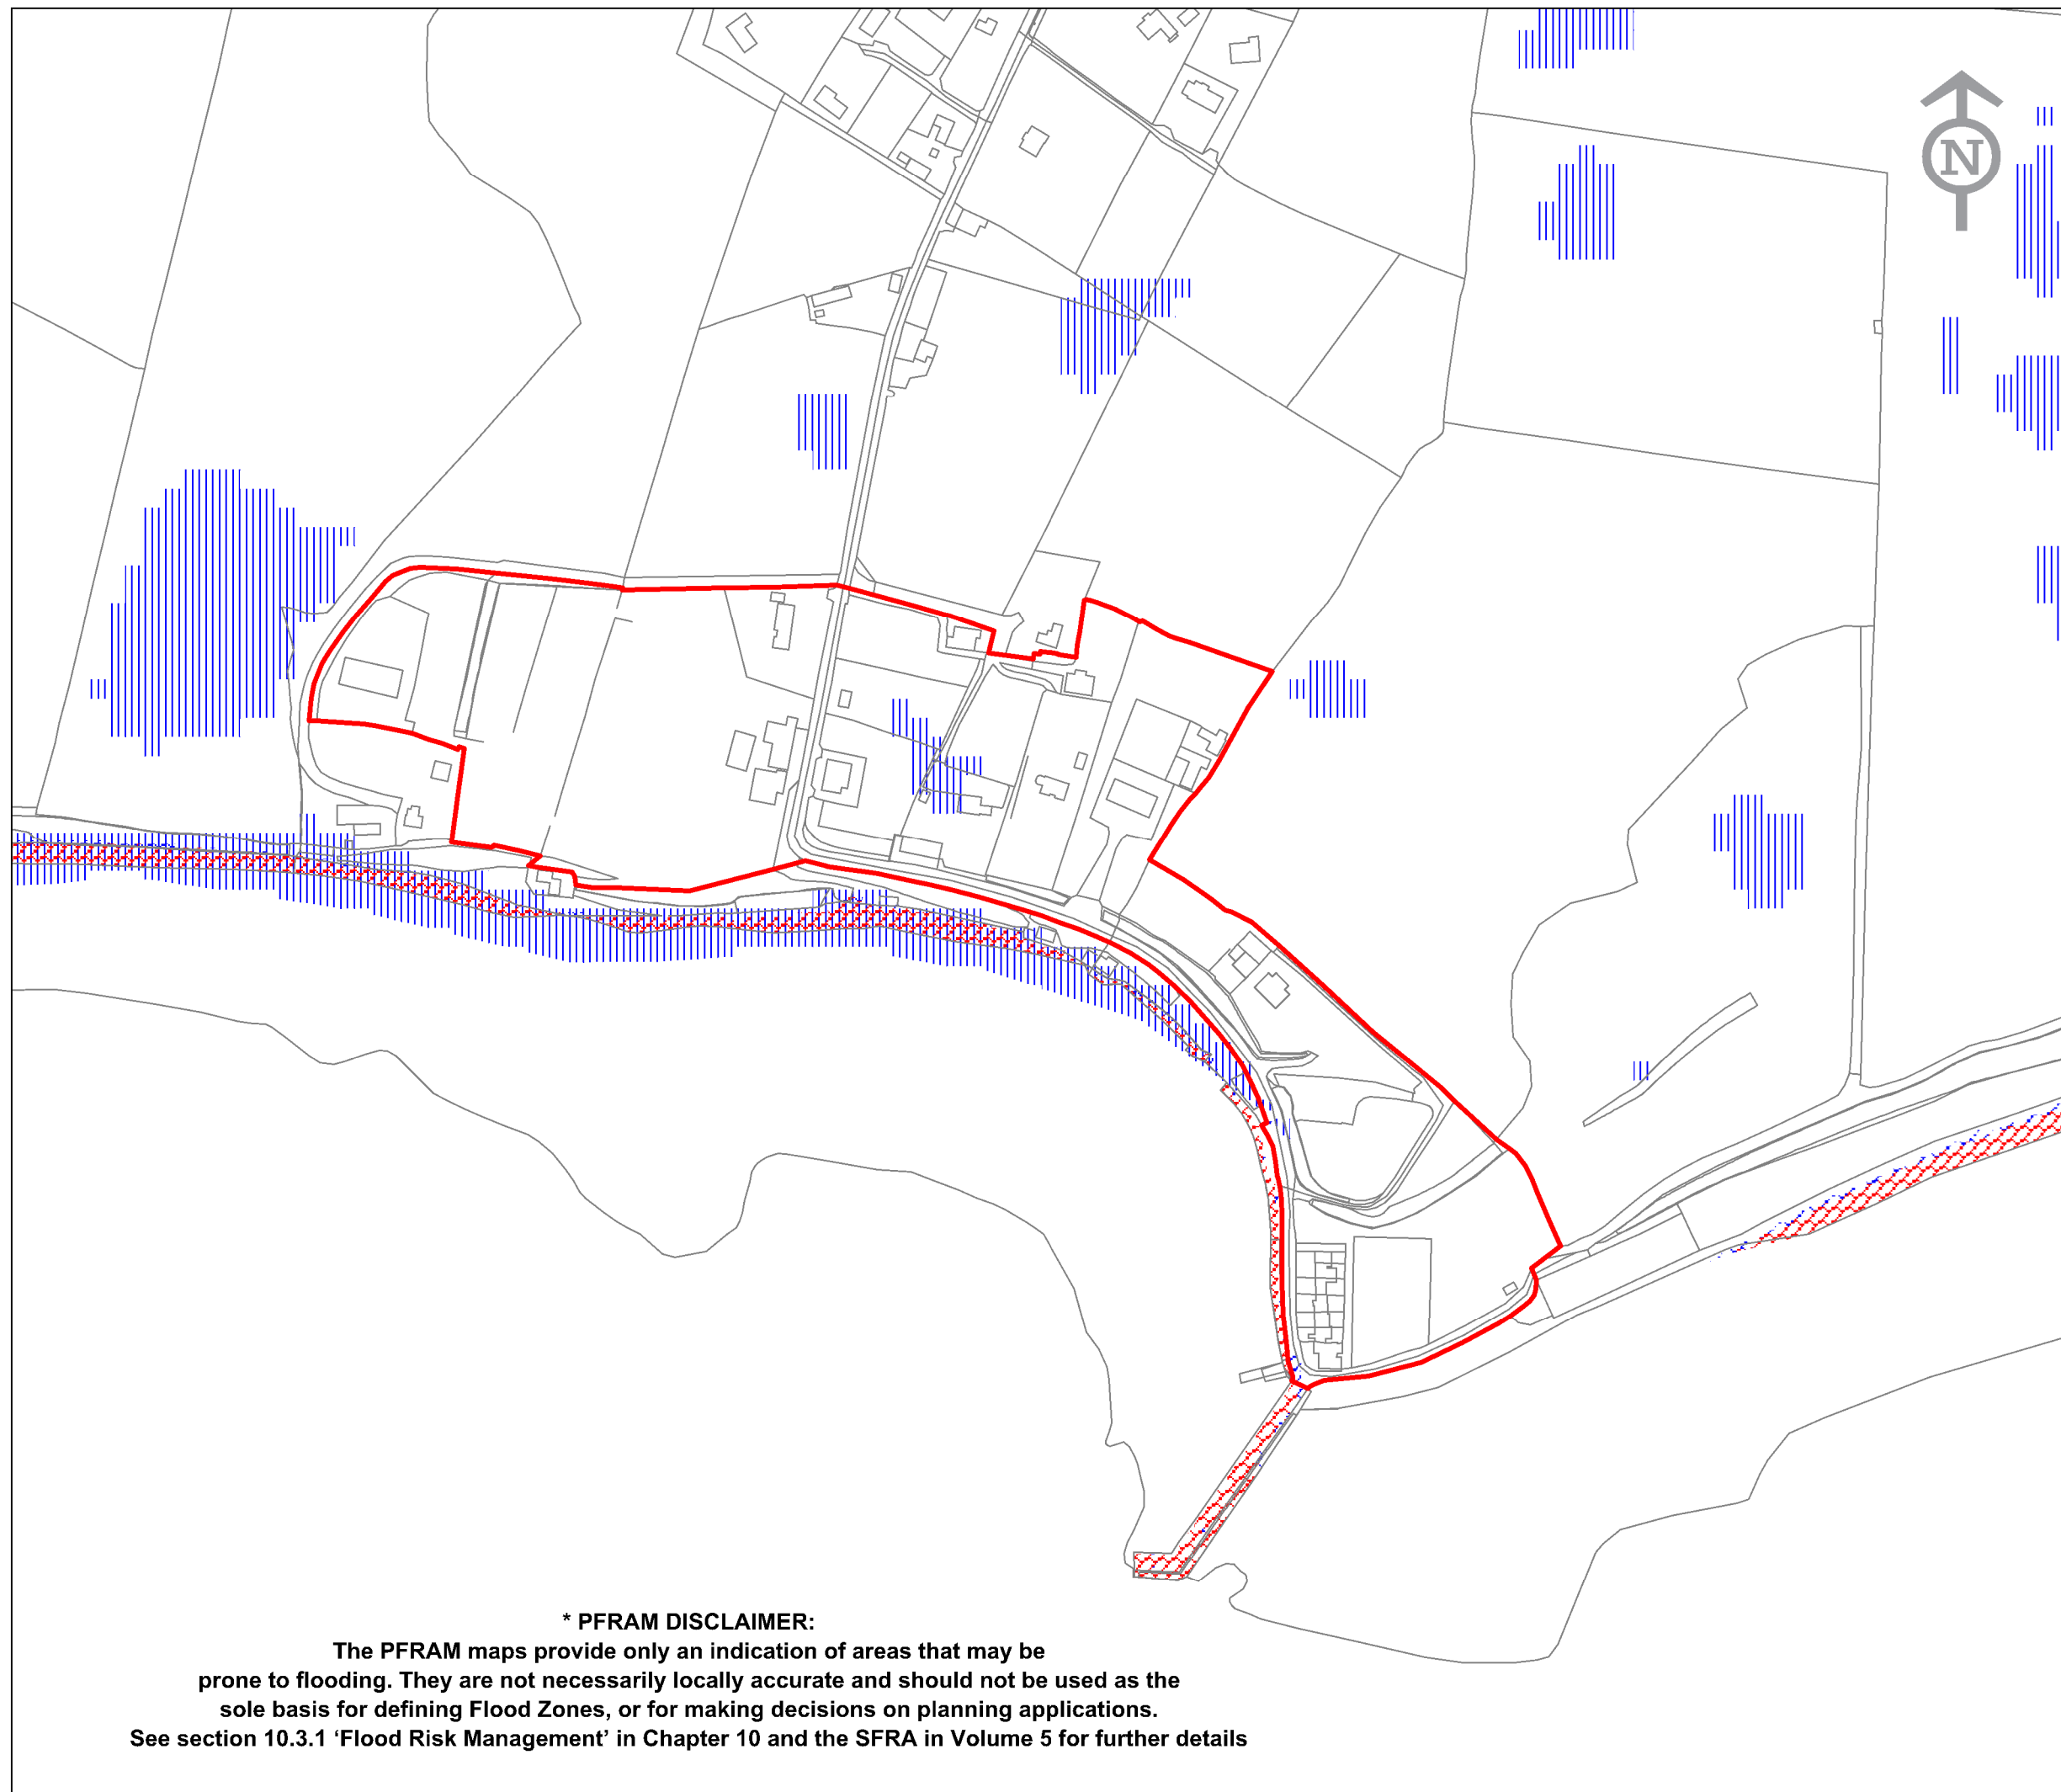 N
* PFRAM DISCLAIMER:
The PFRAM maps provide only an indication of areas that may be
prone to flooding. They are not necessarily locally accurate and should not be used as the
sole basis for defining Flood Zones, or for making decisions on planning applications.
See section 10.3.1 ‘Flood Risk Management’ in Chapter 10 and the SFRA in Volume 5 for further details